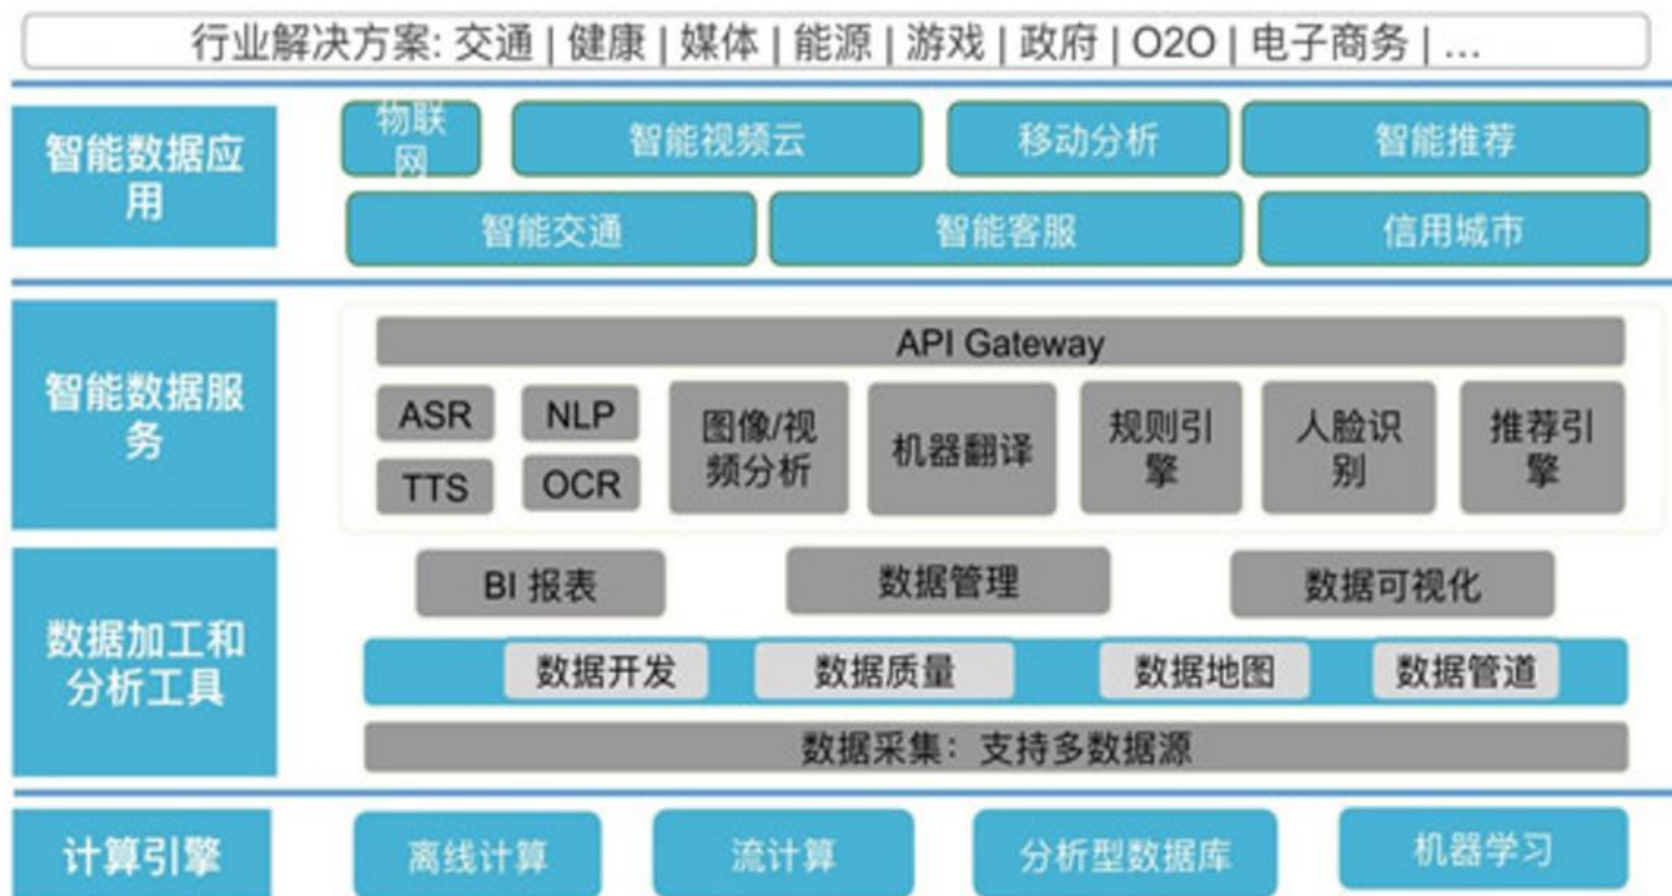 行业解决方案: 交通 | 健康 | 媒体 | 能源 | 游戏 | 政府 | O2O | 电子商务 | ...
智能数据应
用
物联
网
智能视频云
移动分析
智能推荐
智能交通
智能客服
信用城市
智能数据服
务
API Gateway
ASR
NLP
TTS
OCR
图像/视
频分析
机器翻译
规则引
擎
人脸识
别
推荐引
擎
数据加工和
分析工具
BI 报表
数据管理
数据可视化
数据开发
数据质量
数据地图
数据管道
数据采集：支持多数据源
计算引擎
离线计算
流计算
分析型数据库
机器学习